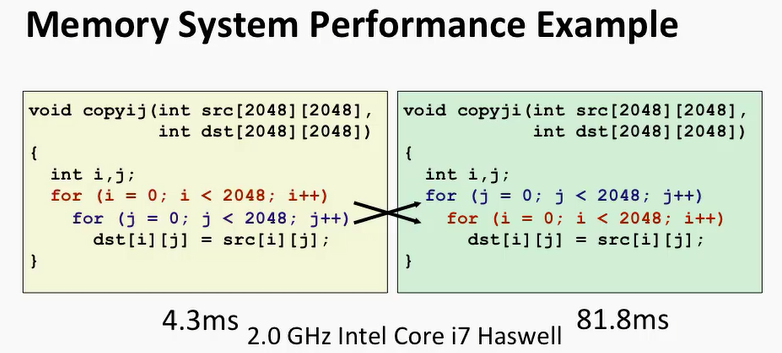 Memory System Performance Example
void copyij(int src[2048][2048],
            int dst[2048][2048])
{
  int i,j;
  for (i = 0; i < 2048; i++)
    for (j = 0; j < 2048; j++)
      dst[i][j] = src[i][j];
}
void copyji(int src[2048][2048],
            int dst[2048][2048])
{
  int i,j;
  for (j = 0; j < 2048; j++)
    for (i = 0; i < 2048; i++)
      dst[i][j] = src[i][j];
}
4.3ms
2.0 GHz Intel Core i7 Haswell
81.8ms